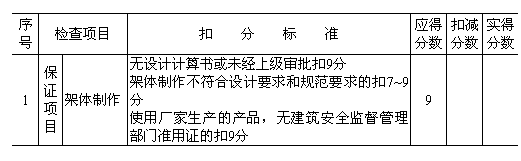 序号 检查项目 扣 分 标 准 应得分数 扣减分数 实得分数
1 保证项目 架体制作 无设计计算书或未经上级审批扣9分
架体制作不符合设计要求和规范要求的扣7~9
分
使用厂家生产的产品，无建筑安全监督管理
部门准用证的扣9分
9